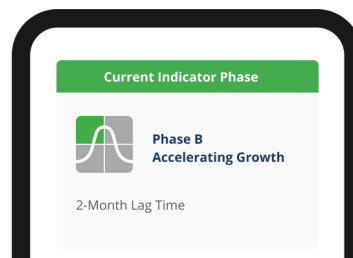 Current Indicator Phase
Phase B
Accelerating Growth
2-Month Lag Time